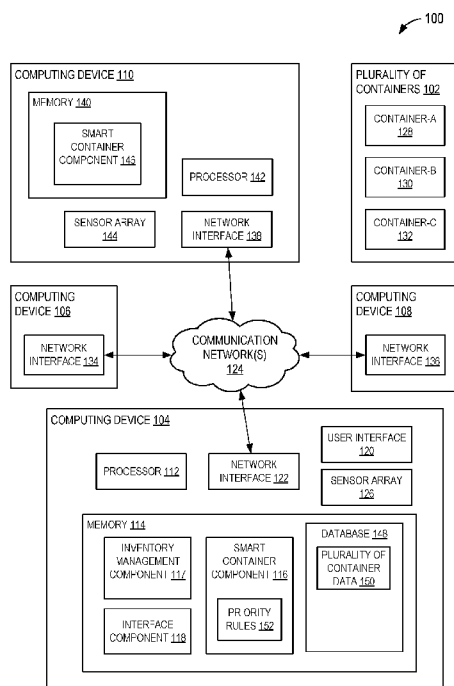 100
COMPUTING DEVICE 110
MEMORY 140
SMART
CONTAINER
COMPONENT 146
PROCESSOR 142
SENSOR ARRAY
144
NETWORK
INTERFACE 138
PLURALITY OF
CONTAINERS 102
CONTAINER-A
128
CONTAINER-B
130
CONTAINER-C
132
COMPUTING
DEVICE 106
NETWORK
INTERFACE 134
COMMUNICATION
NETWORK(S)
124
COMPUTING
DEVICE 108
NETWORK
INTERFACE 136
COMPUTING DEVICE 104
PROCESSOR 112
NETWORK
INTERFACE 122
USER INTERFACE
120
SENSOR ARRAY
126
MEMORY 114
INVENTORY
MANAGEMENT
COMPONENT 117
INTERFACE
COMPONENT 118
SMART
CONTAINER
COMPONENT 116
PRIORITY
RULES 152
DATABASE 148
PLURALITY OF
CONTAINER
DATA 150